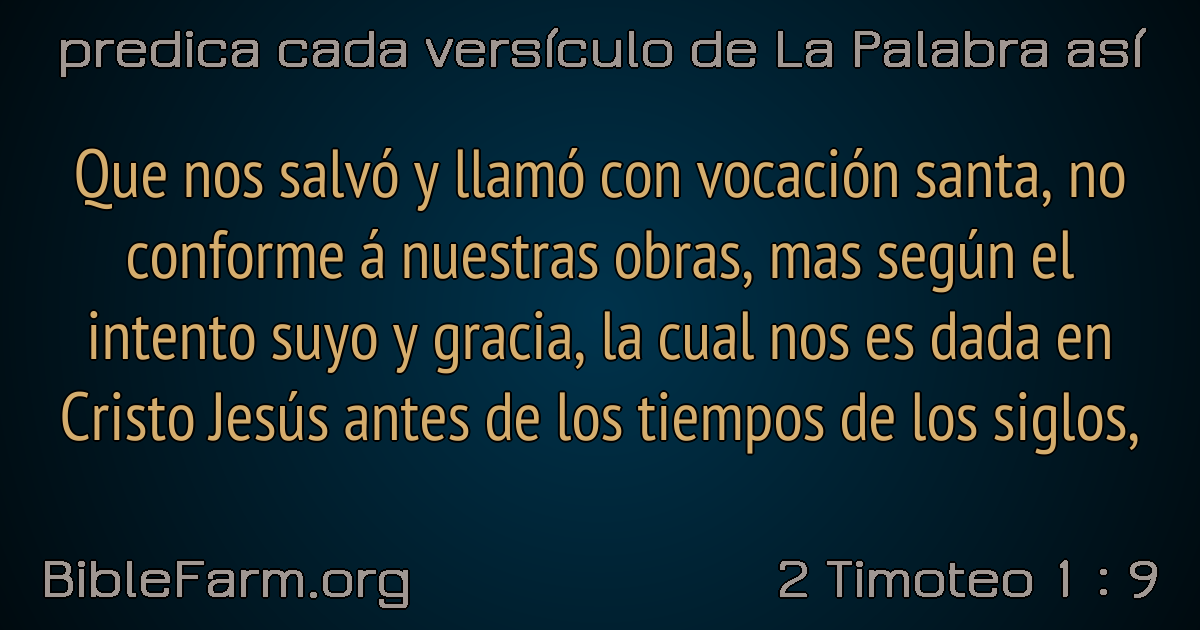 predica cada versículo de La Palabra así
Que nos salvó y llamó con vocación santa, no
conforme á nuestras obras, mas según el
intento suyo y gracia, la cual nos es dada en
Cristo Jesús antes de los tiempos de los siglos,
BibleFarm.org
2 Timoteo 1 : 9